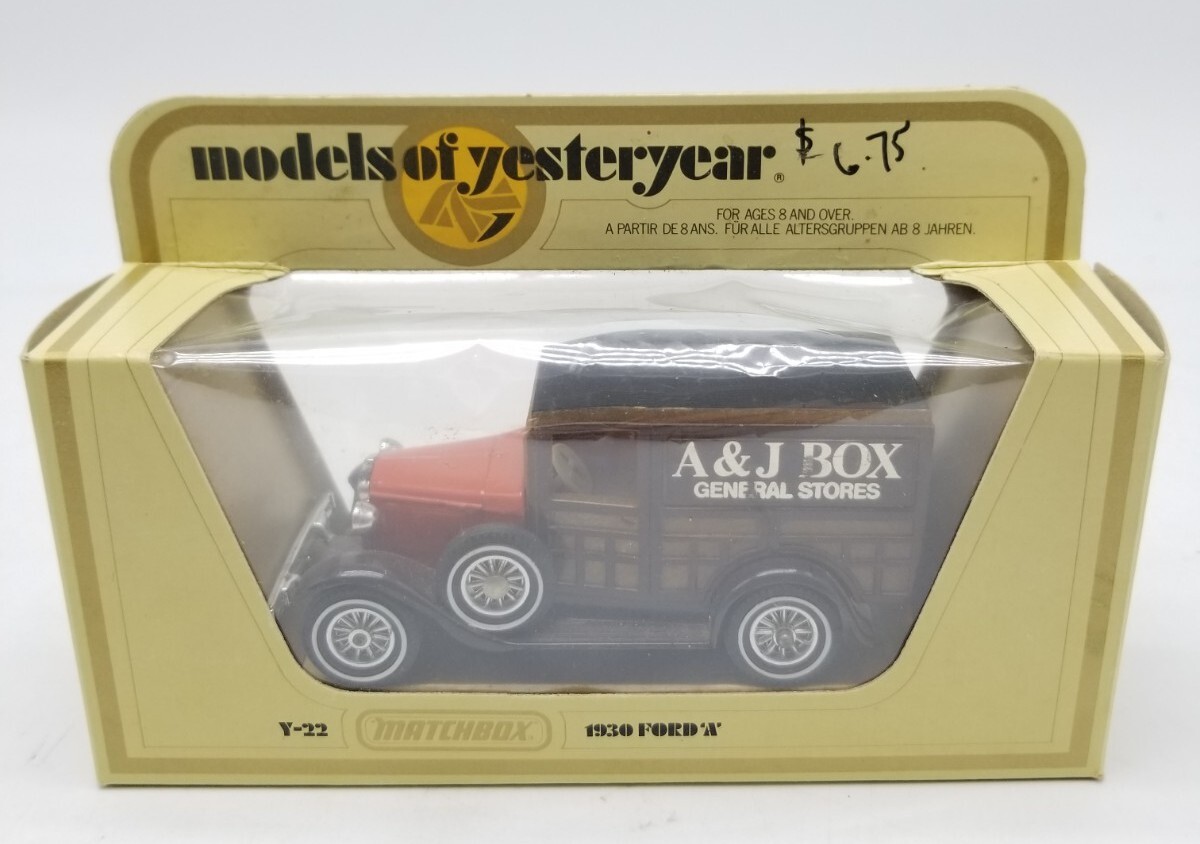 models of yesteryear® $ 6.75
FOR AGES 8 AND OVER.
A PARTIR DE 8 ANS. FÜR ALLE ALTERSGRUPPEN AB 8 JAHREN.
A & J BOX
GENERAL STORES
Y-22 MATCHBOX 1930 FORD 'A'